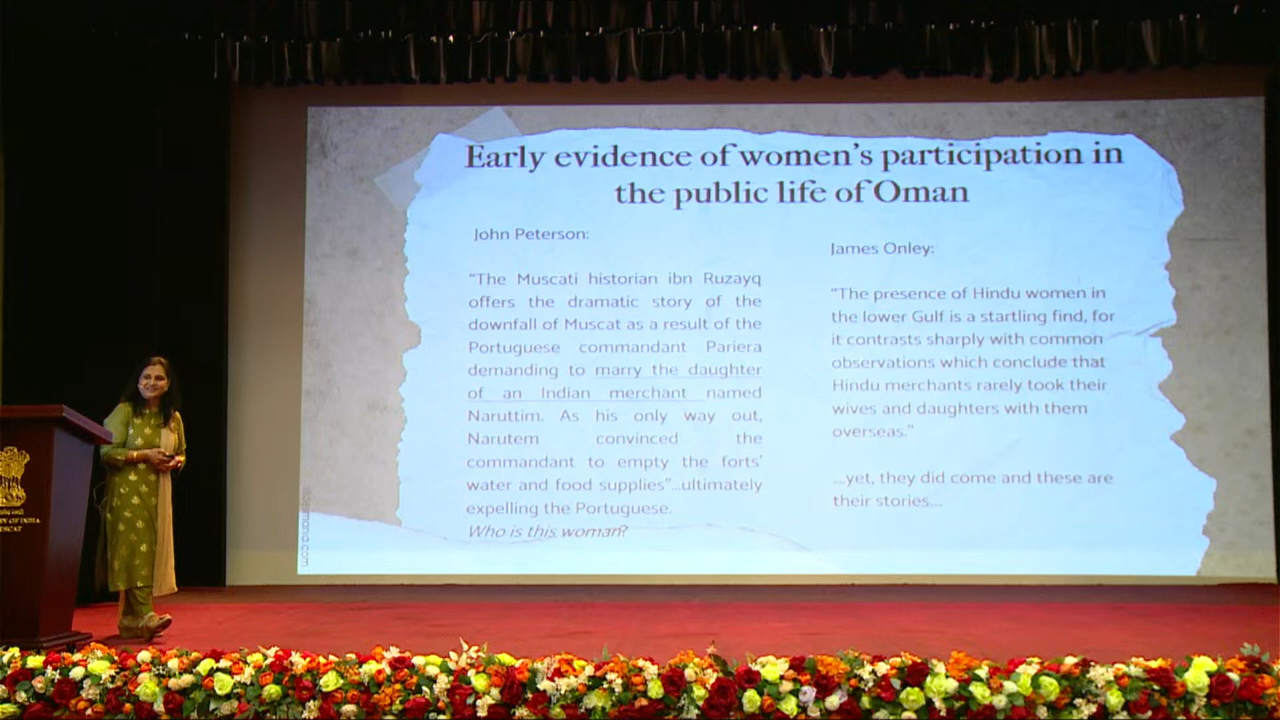 Early evidence of women's participation in
the public life of Oman
John Peterson:
"The Muscati historian ibn Ruzayq
offers the dramatic story of the
downfall of Muscat as a result of the
Portuguese commandant Pariera
demanding to marry the daughter
of an Indian merchant named
Naruttim. As his only way out,
Narutem convinced the
commandant to empty the forts'
water and food supplies"...ultimately
expelling the Portuguese.
Who is this woman?
James Onley:
"The presence of Hindu women in
the lower Gulf is a startling find, for
it contrasts sharply with common
observations which conclude that
Hindu merchants rarely took their
wives and daughters with them
overseas."
...yet, they did come and these are
their stories....
OF INDIA